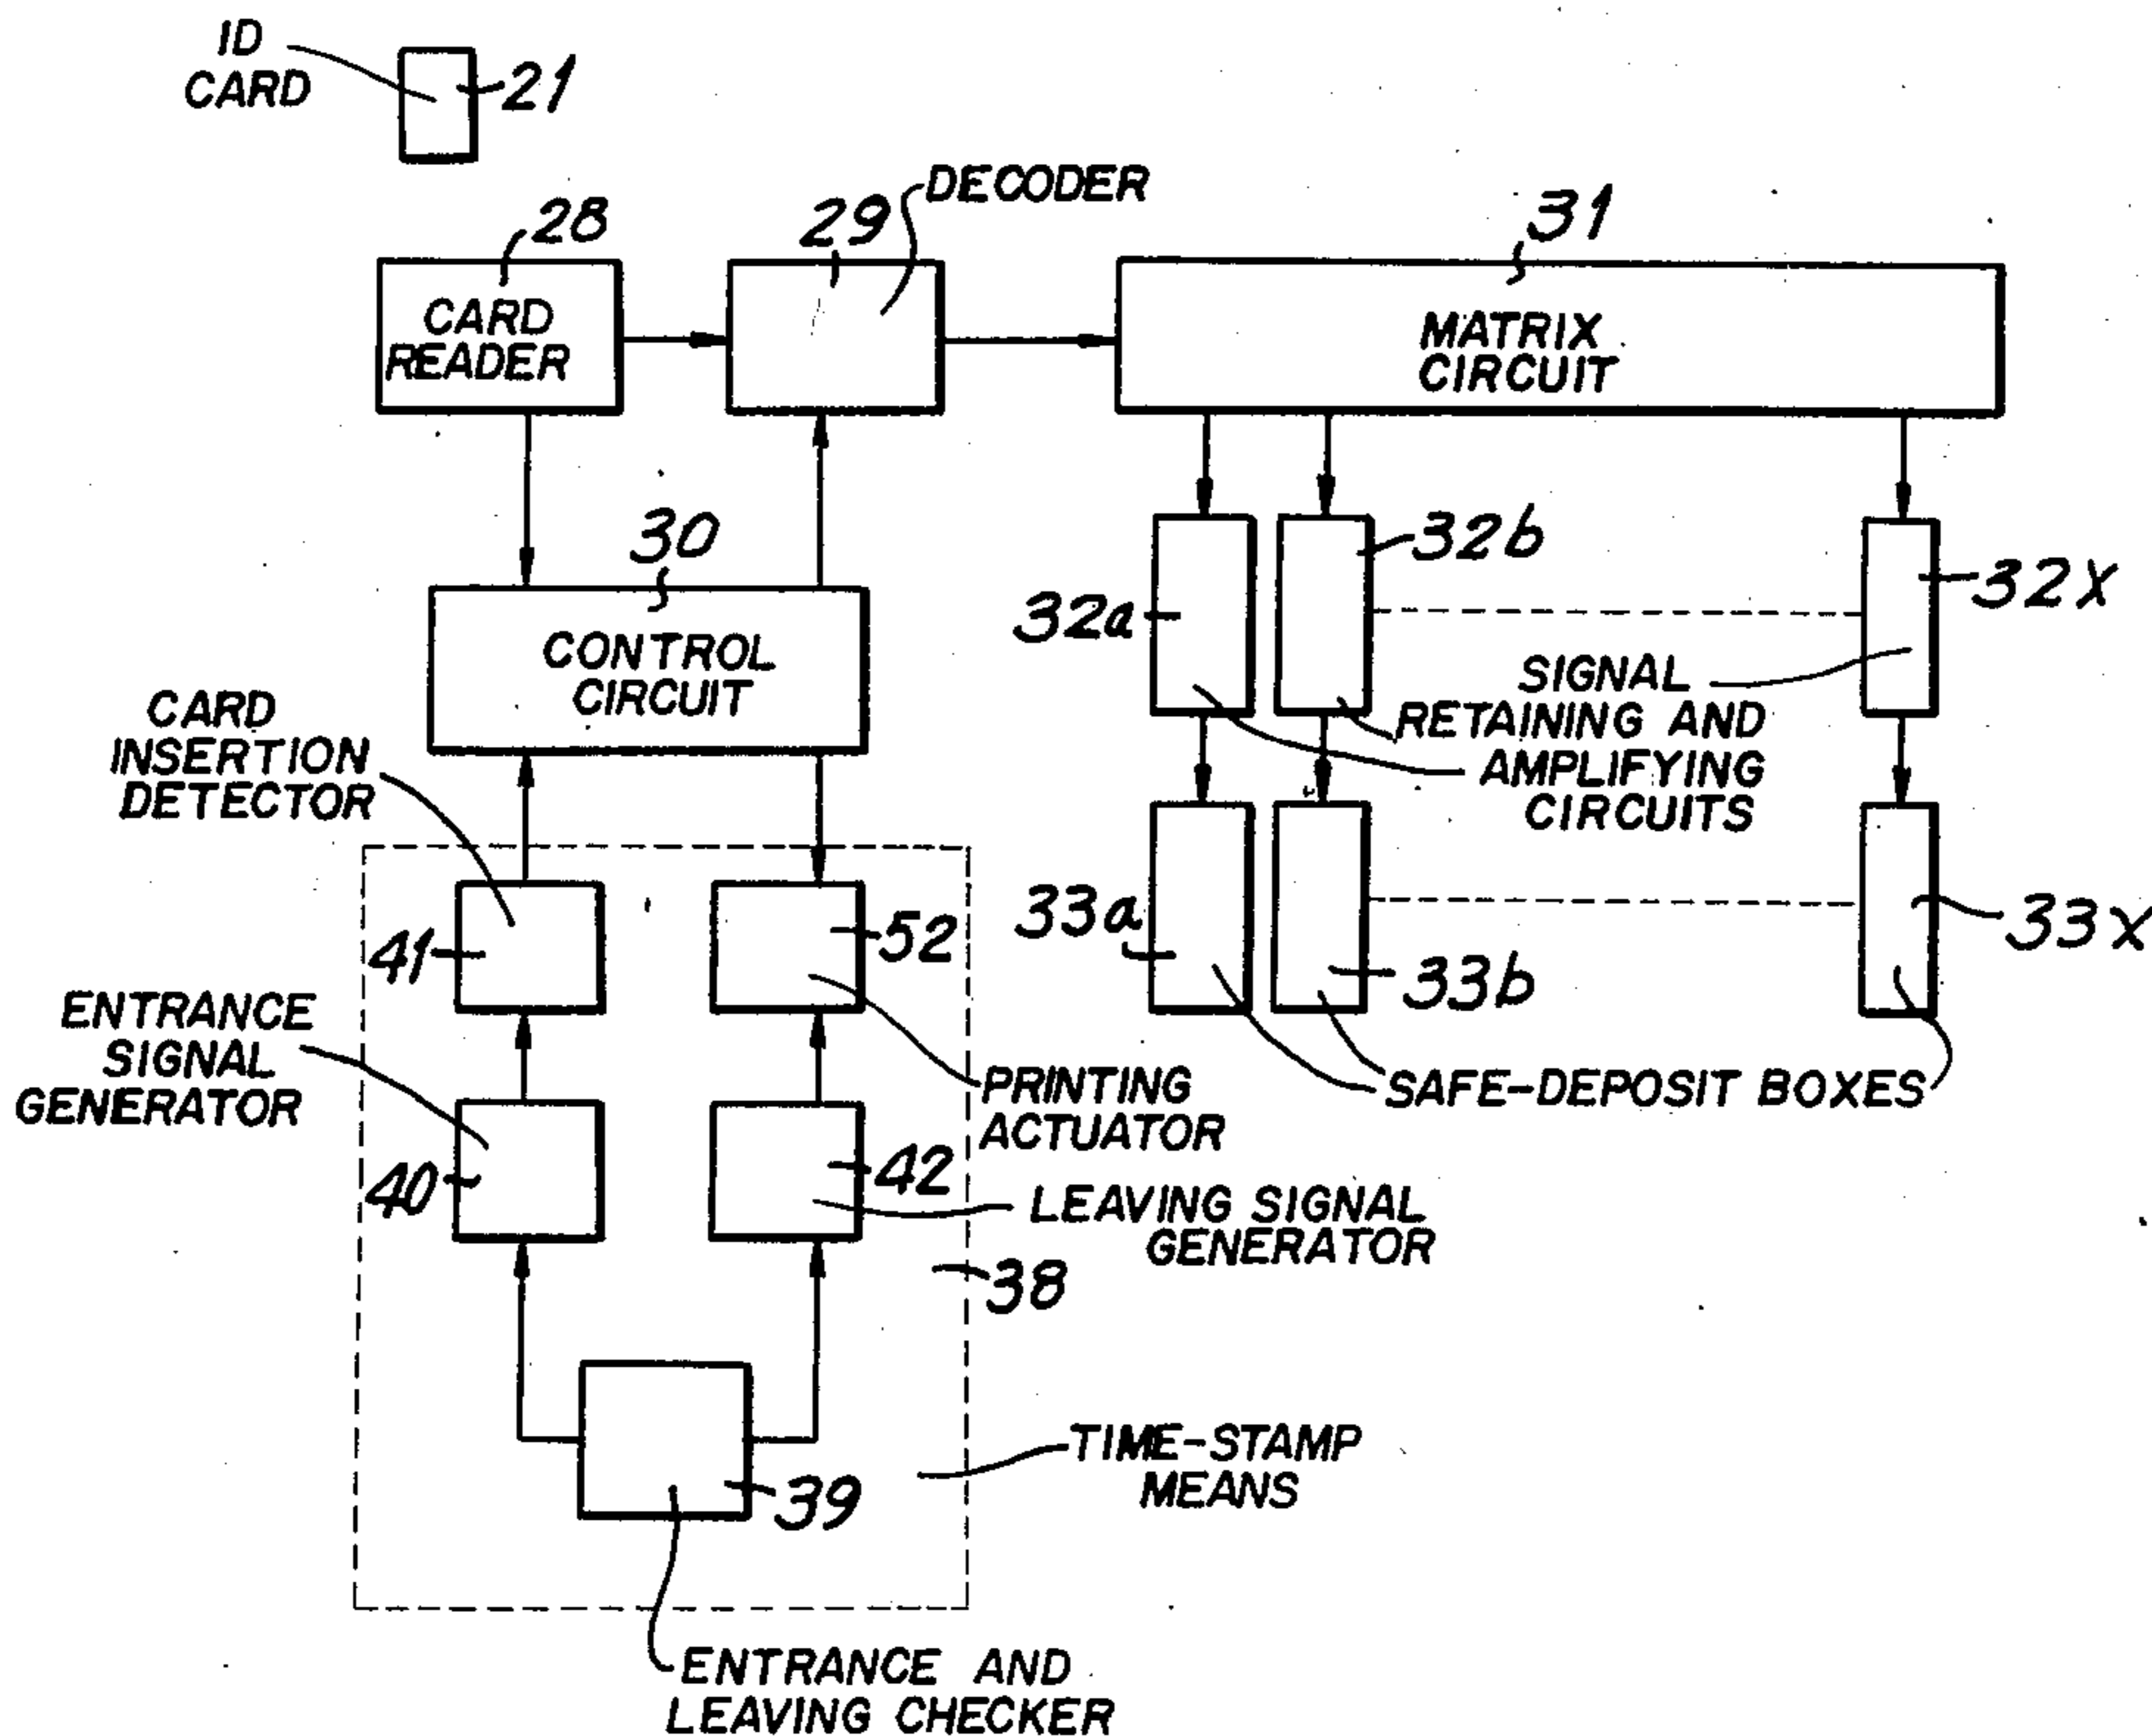 ID
CARD
21
28
CARD
READER
29
DECODER
31
MATRIX
CIRCUIT
30
CONTROL
CIRCUIT
32a
32b
32X
SIGNAL
RETAINING AND
AMPLIFYING
CIRCUITS
CARD
INSERTION
DETECTOR
41
52
33a
33b
33X
SAFE-DEPOSIT BOXES
ENTRANCE
SIGNAL
GENERATOR
40
PRINTING
ACTUATOR
42
LEAVING SIGNAL
GENERATOR
38
39
TIME-STAMP
MEANS
ENTRANCE AND
LEAVING CHECKER